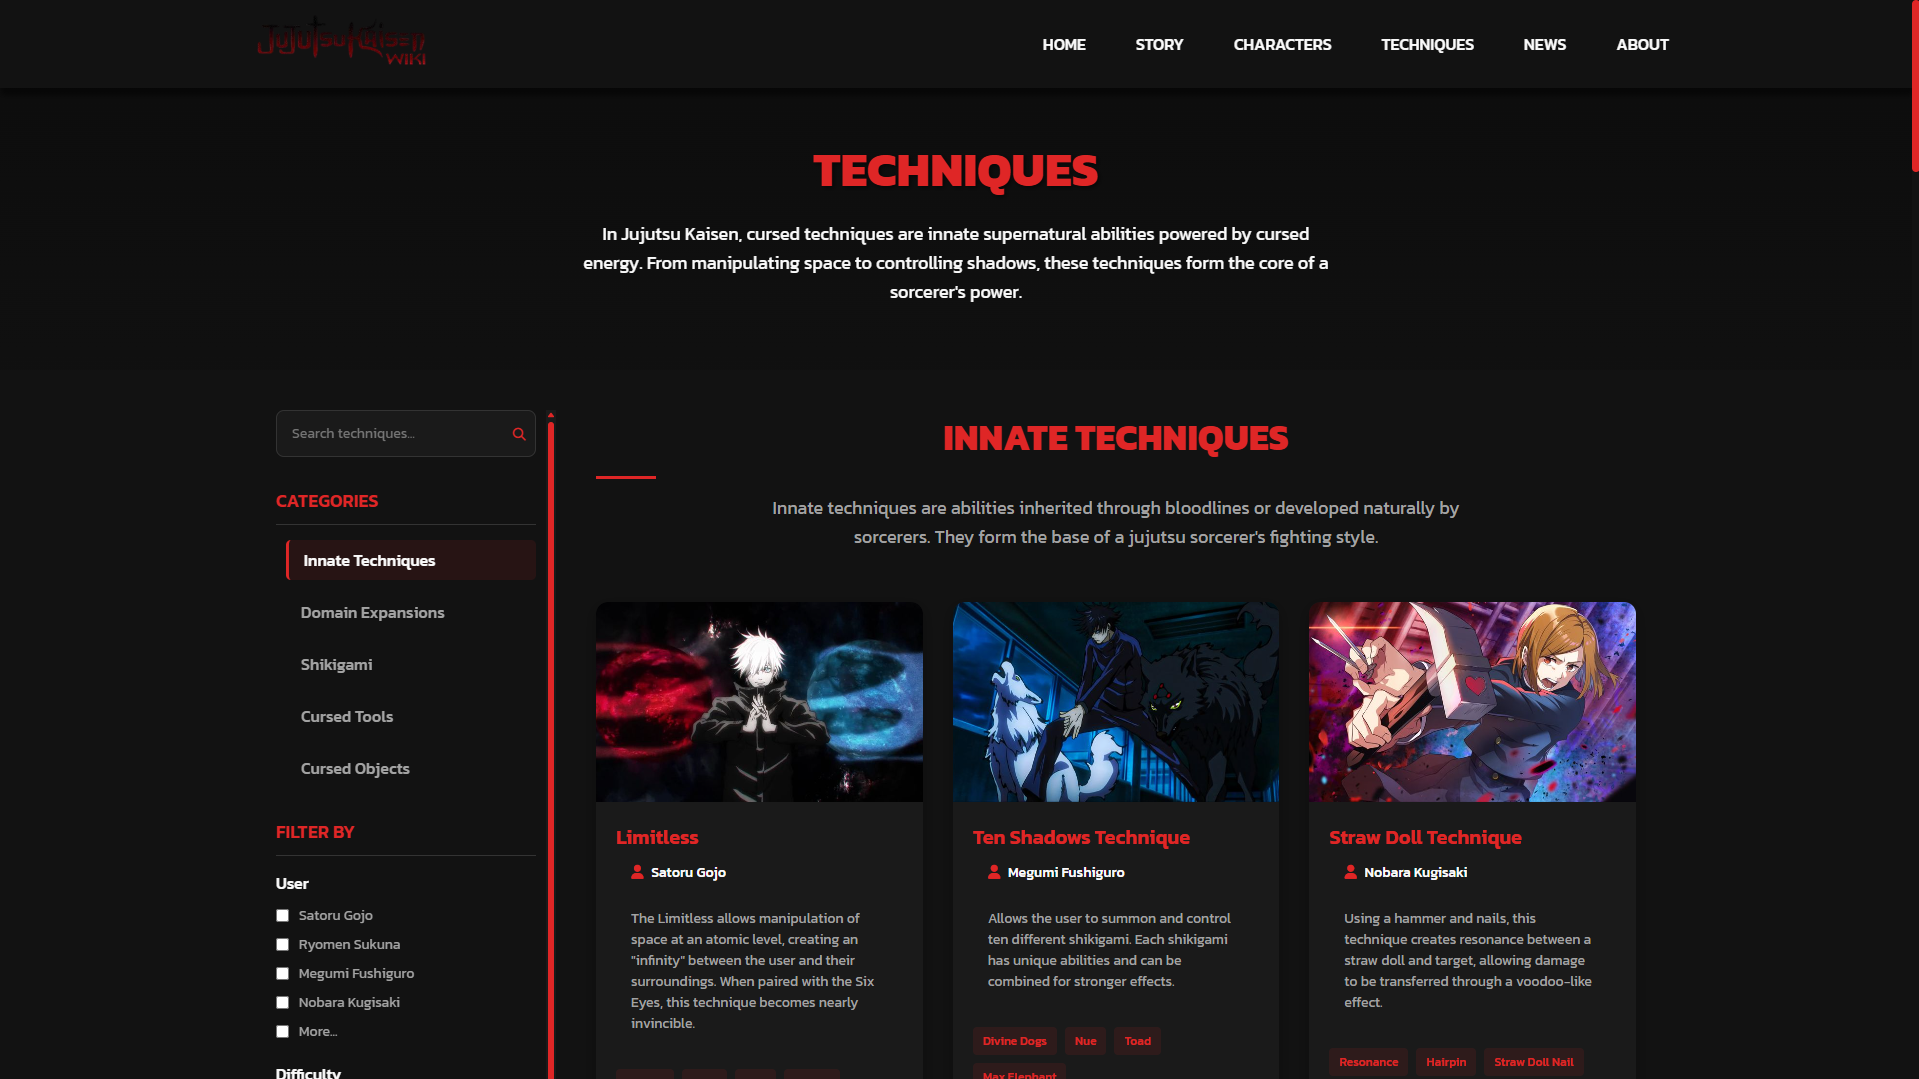 Jujutsu Kaisen
WIKI
HOME STORY CHARACTERS TECHNIQUES NEWS ABOUT
TECHNIQUES
In Jujutsu Kaisen, cursed techniques are innate supernatural abilities powered by cursed
energy. From manipulating space to controlling shadows, these techniques form the core of a
sorcerer's power.
Search techniques...
CATEGORIES
Innate Techniques
Domain Expansions
Shikigami
Cursed Tools
Cursed Objects
FILTER BY
User
Satoru Gojo
Ryomen Sukuna
Megumi Fushiguro
Nobara Kugisaki
More...
Difficulty
INNATE TECHNIQUES
Innate techniques are abilities inherited through bloodlines or developed naturally by
sorcerers. They form the base of a jujutsu sorcerer's fighting style.
Limitless
Satoru Gojo
The Limitless allows manipulation of
space at an atomic level, creating an
"infinity" between the user and their
surroundings. When paired with the Six
Eyes, this technique becomes nearly
invincible.
Ten Shadows Technique
Megumi Fushiguro
Allows the user to summon and control
ten different shikigami. Each shikigami
has unique abilities and can be
combined for stronger effects.
Divine Dogs Nue Toad
Max Elephant
Straw Doll Technique
Nobara Kugisaki
Using a hammer and nails, this
technique creates resonance between a
straw doll and target, allowing damage
to be transferred through a voodoo-like
effect.
Resonance Hairpin Straw Doll Nail